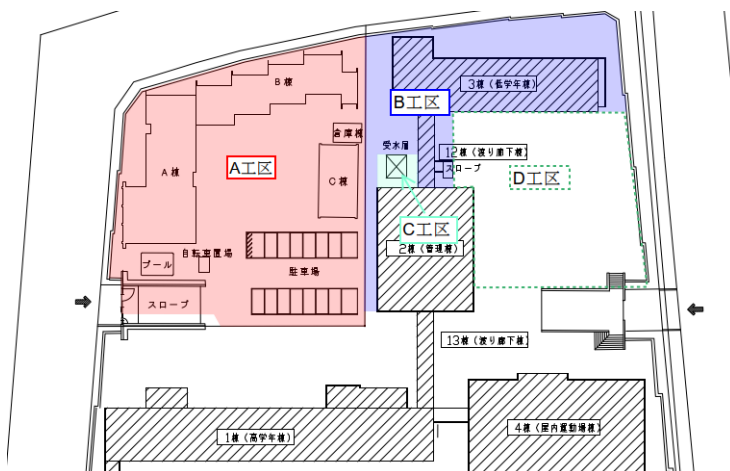 B棟
3棟（低学年棟）
B工区
倉庫棟
受水層
12棟（渡り廊下棟）
スロープ
A棟
A工区
C棟
D工区
C工区
2棟（管理棟）
自転車置場
プール
駐車場
スロープ
13棟（渡り廊下棟）
1棟（高学年棟）
4棟（屋内運動場棟）